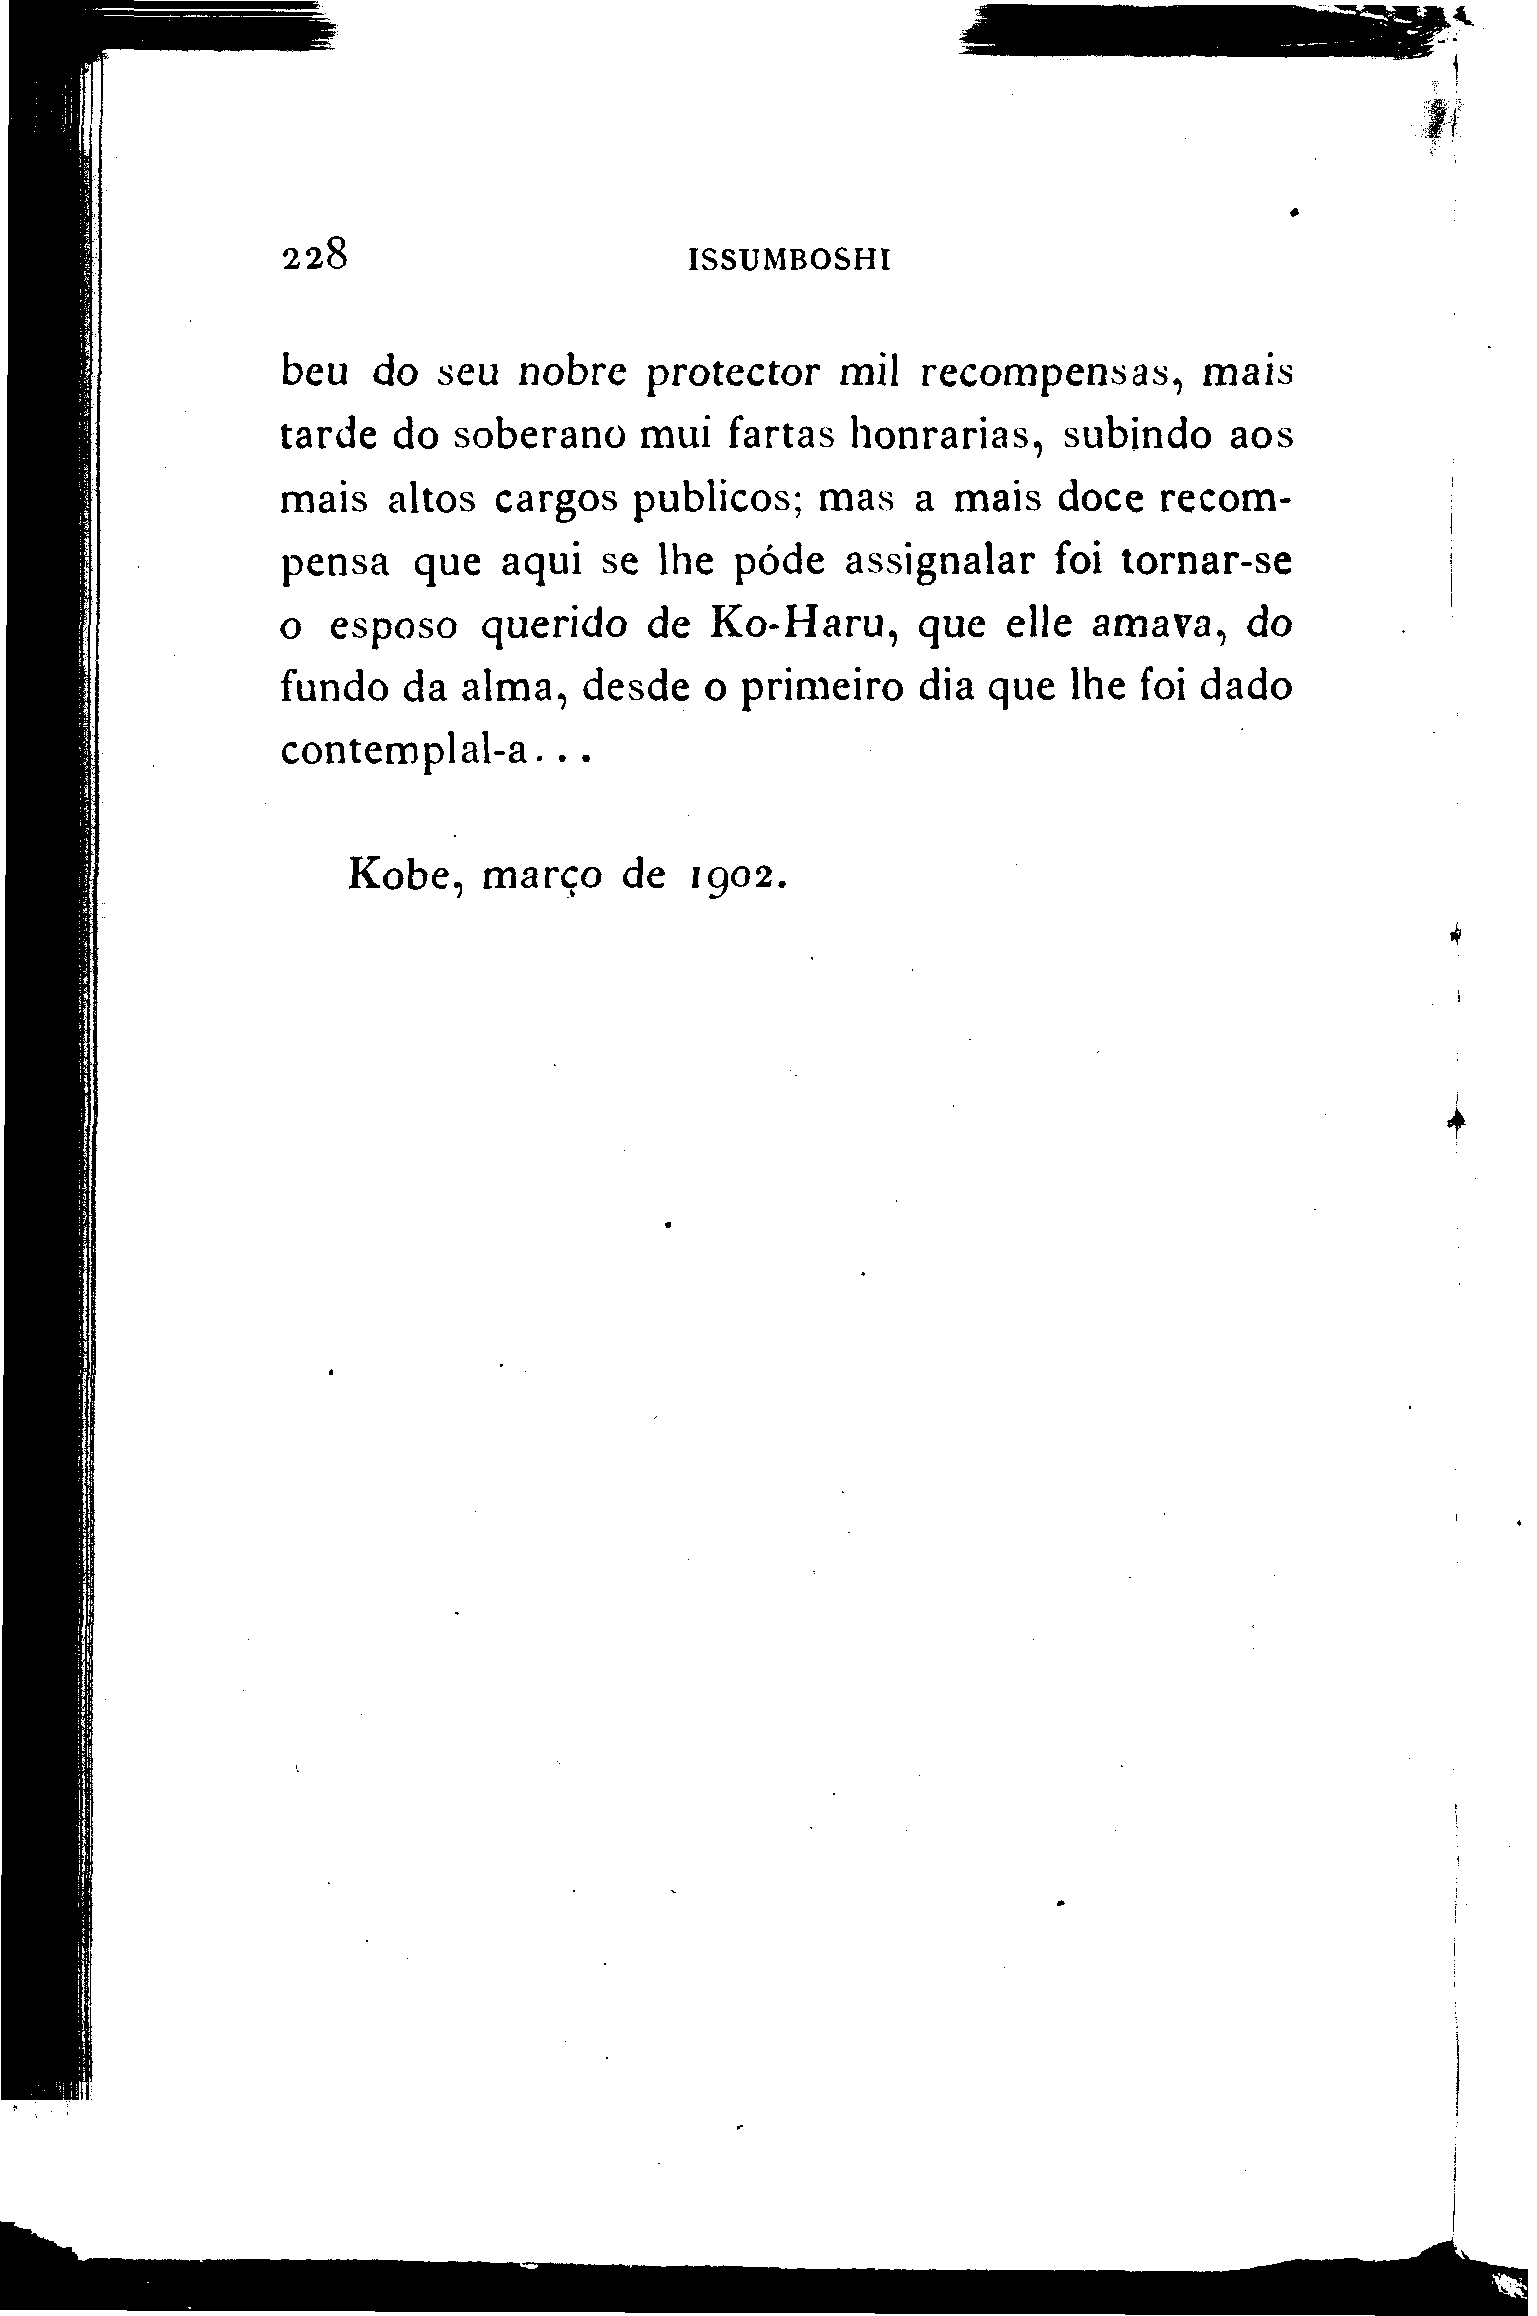 228 ISSUMBOSHI
beu do seu nobre protector mil recompensas, mais
tarde do soberano mui fartas honrarias, subindo aos
mais altos cargos publicos; mas a mais doce recom-
pensa que aqui se lhe póde assignalar foi tornar-se
o esposo querido de Ko-Haru, que elle amava, do
fundo da alma, desde o primeiro dia que lhe foi dado
contemplal-a...
Kobe, março de 1902.